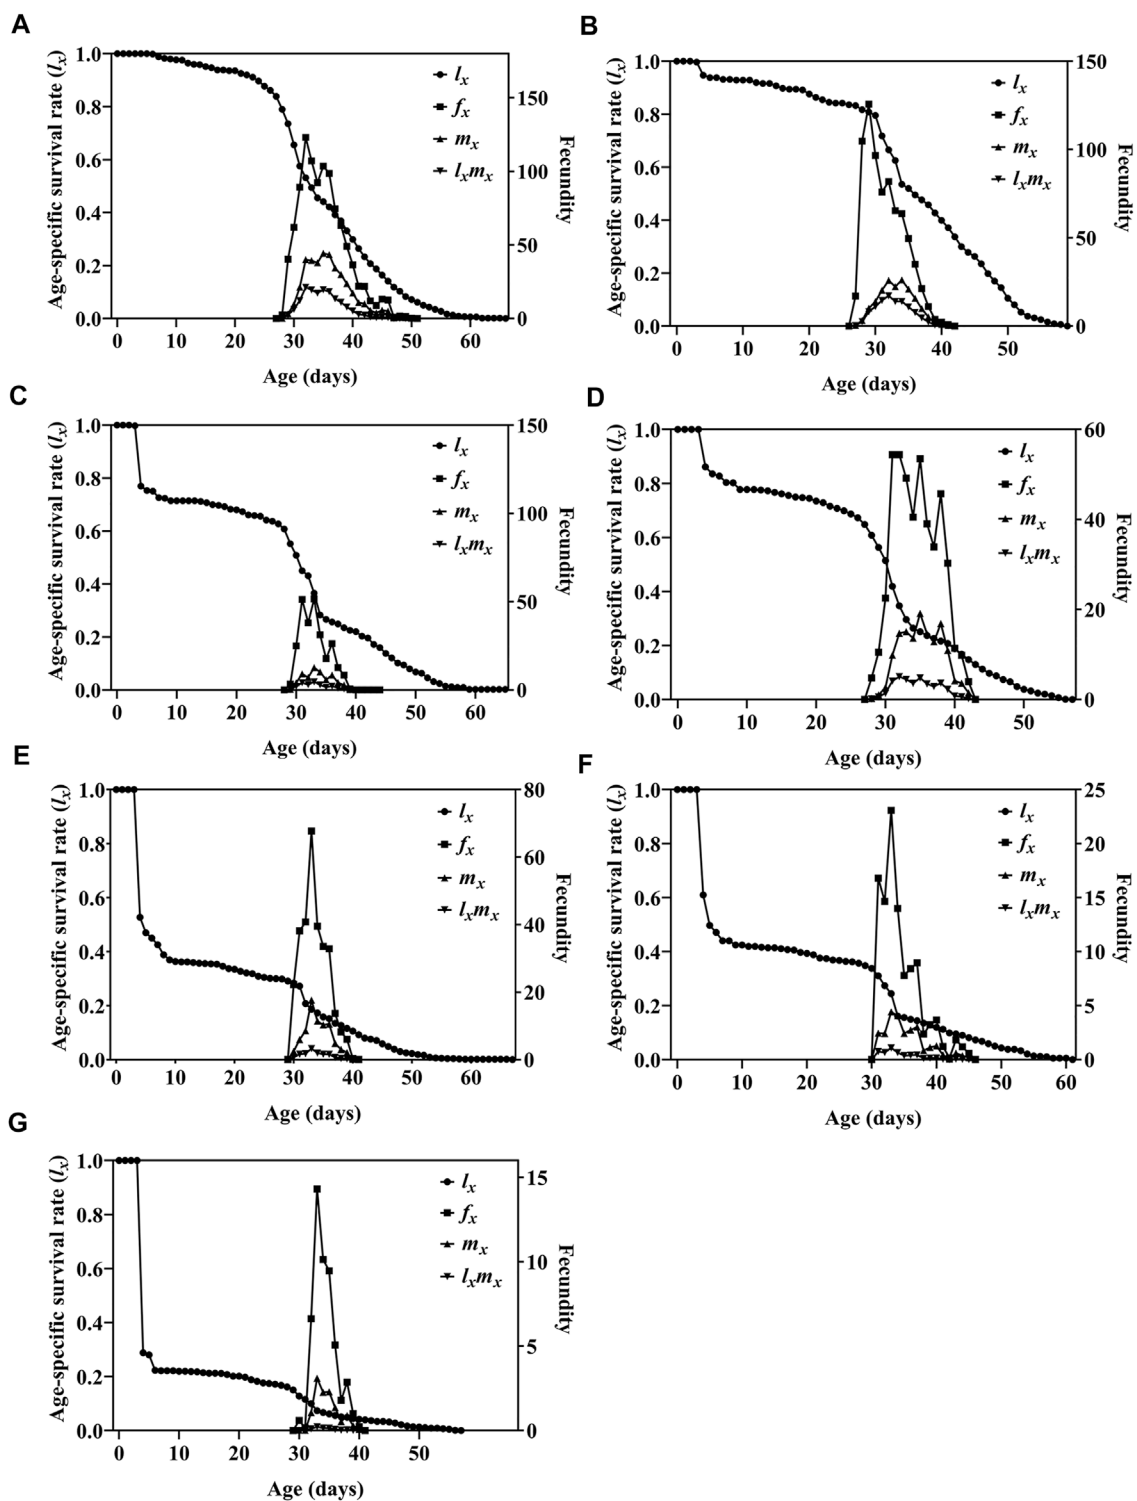 A
1.0
0.8
0.6
0.4
0.2
0.0
0 10 20 30 40 50 60
150
100
50
0
Age-specific survival rate (lx)
Fecundity
Age (days)
lx
fx
mx
lxmx
B
1.0
0.8
0.6
0.4
0.2
0.0
0 10 20 30 40 50
150
100
50
0
Age-specific survival rate (lx)
Fecundity
Age (days)
lx
fx
mx
lxmx
C
1.0
0.8
0.6
0.4
0.2
0.0
0 10 20 30 40 50 60
150
100
50
0
Age-specific survival rate (lx)
Fecundity
Age (days)
lx
fx
mx
lxmx
D
1.0
0.8
0.6
0.4
0.2
0.0
0 10 20 30 40 50
60
40
20
0
Age-specific survival rate (lx)
Fecundity
Age (days)
lx
fx
mx
lxmx
E
1.0
0.8
0.6
0.4
0.2
0.0
0 10 20 30 40 50 60
80
60
40
20
0
Age-specific survival rate (lx)
Fecundity
Age (days)
lx
fx
mx
lxmx
F
1.0
0.8
0.6
0.4
0.2
0.0
0 10 20 30 40 50 60
25
20
15
10
5
0
Age-specific survival rate (lx)
Fecundity
Age (days)
lx
fx
mx
lxmx
G
1.0
0.8
0.6
0.4
0.2
0.0
0 10 20 30 40 50
15
10
5
0
Age-specific survival rate (lx)
Fecundity
Age (days)
lx
fx
mx
lxmx